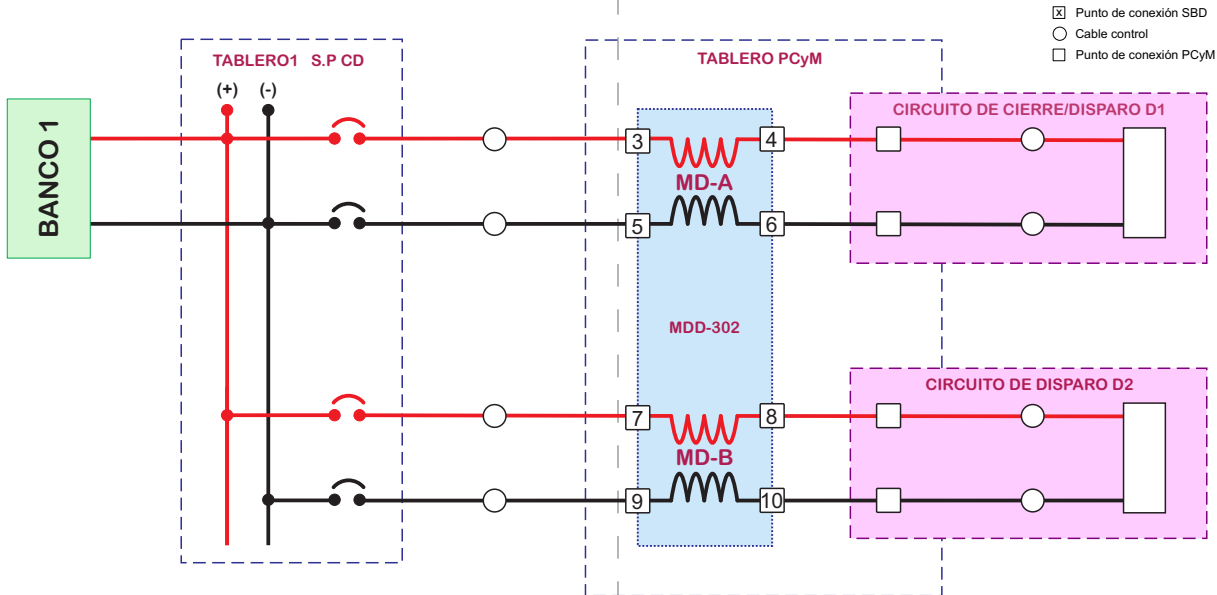 x Punto de conexión SBD
Cable control
Punto de conexión PCyM
TABLERO1 S.P CD
(+) (-)
BANCO 1
TABLERO PCyM
CIRCUITO DE CIERRE/DISPARO D1
3
4
MD-A
5
6
MDD-302
CIRCUITO DE DISPARO D2
7
8
MD-B
9
10